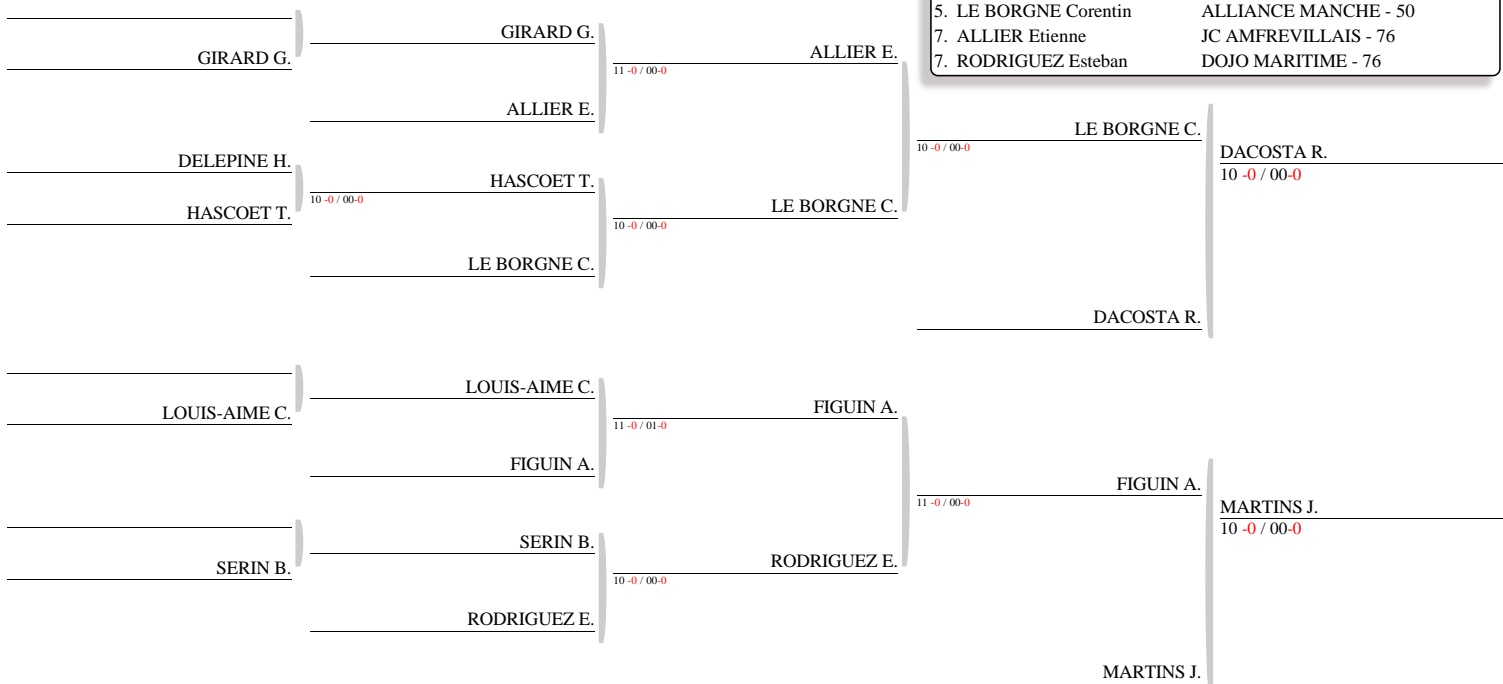 5. LE BORGNE Corentin ALLIANCE MANCHE - 50
7. ALLIER Etienne JC AMFREVILLAIS - 76
7. RODRIGUEZ Esteban DOJO MARITIME - 76
GIRARD G.
DELEPINE H.
HASCOET T.
LOUIS-AIME C.
SERIN B.
GIRARD G.
ALLIER E.
10 -0 / 00-0
HASCOET T.
LE BORGNE C.
LOUIS-AIME C.
FIGUIN A.
SERIN B.
RODRIGUEZ E.
ALLIER E.
11 -0 / 00-0
LE BORGNE C.
10 -0 / 00-0
FIGUIN A.
11 -0 / 01-0
RODRIGUEZ E.
10 -0 / 00-0
LE BORGNE C.
10 -0 / 00-0
DACOSTA R.
FIGUIN A.
11 -0 / 00-0
MARTINS J.
DACOSTA R.
10 -0 / 00-0
MARTINS J.
10 -0 / 00-0